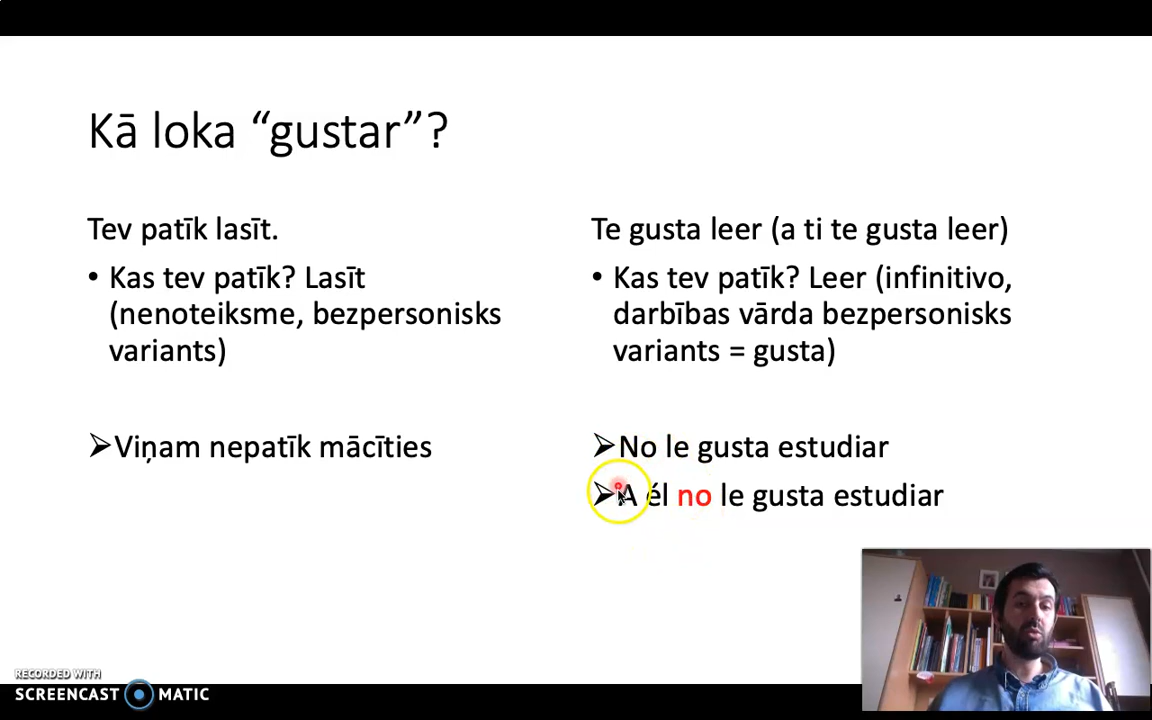 Kā loka “gustar”?
Tev patīk lasīt.
• Kas tev patīk? Lasīt
(nenoteiksme, bezpersonisks
variants)
➢Viņam nepatīk mācīties
Te gusta leer (a ti te gusta leer)
• Kas tev patīk? Leer (infinitivo,
darbības vārda bezpersonisks
variants = gusta)
➢No le gusta estudiar
➢A él no le gusta estudiar
RECORDED WITH
SCREENCAST MATIC